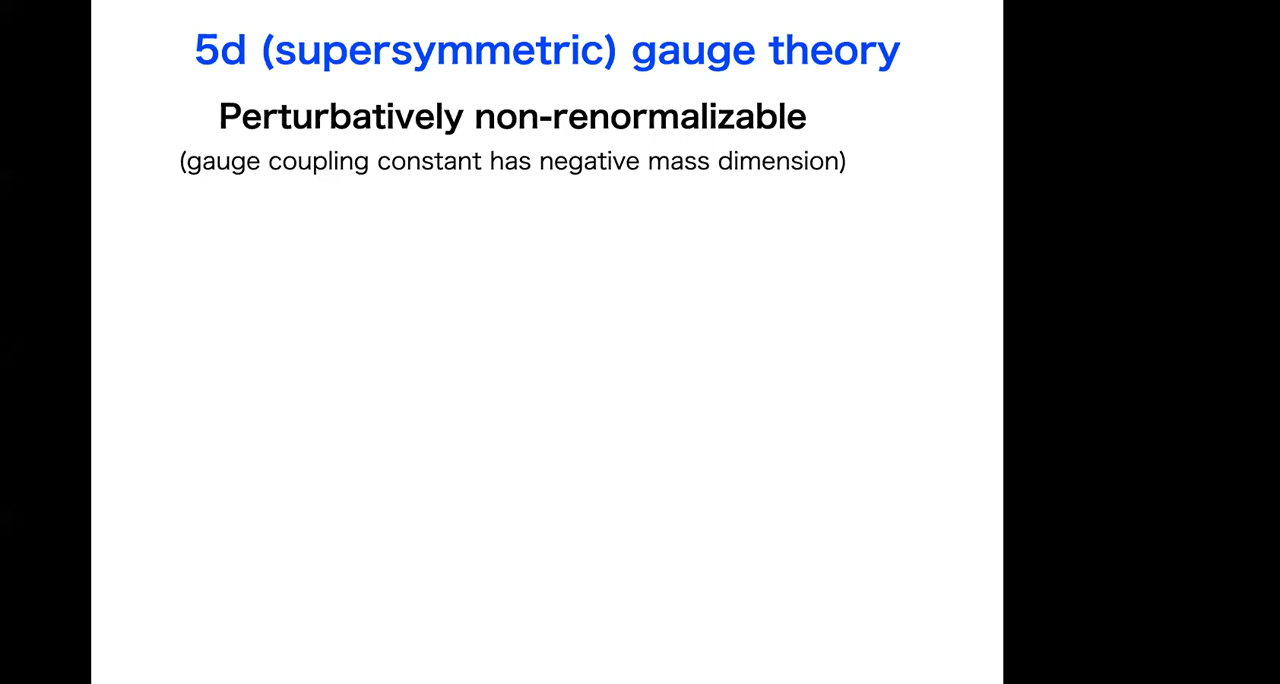 5d (supersymmetric) gauge theory
Perturbatively non-renormalizable
(gauge coupling constant has negative mass dimension)